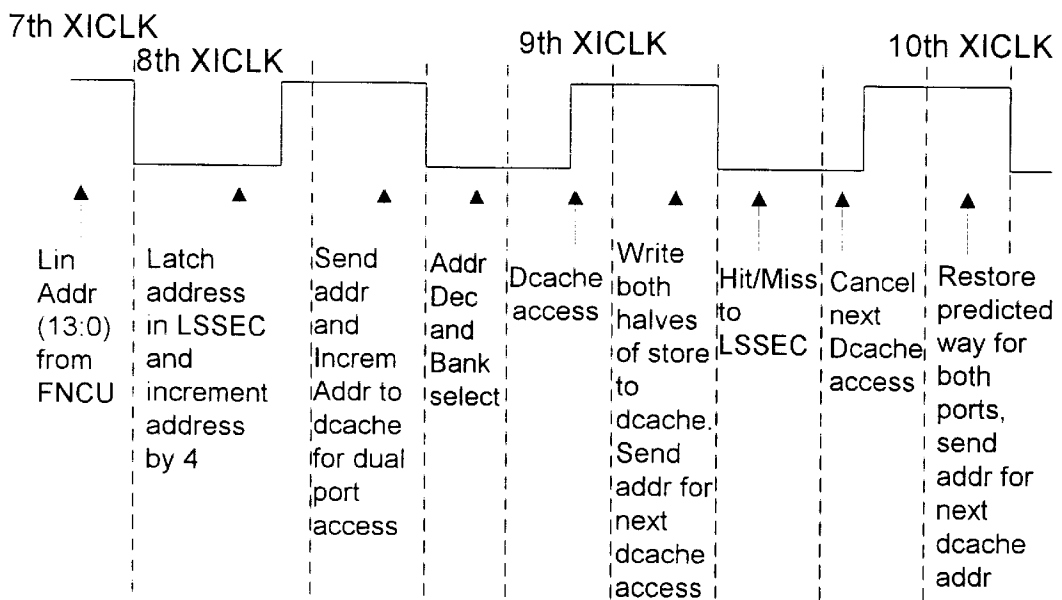 7th XICLK
8th XICLK
9th XICLK
10th XICLK
Lin
Addr
(13:0)
from
FNCU
Latch
address
in LSSEC
and
increment
address
by 4
Send
addr
and
Increm
Addr to
dcache
for dual
port
access
Addr
Dec
and
Bank
select
Dcache
access
Write
both
halves
of store
to
dcache.
Send
addr for
next
dcache
access
Hit/Miss
to
LSSEC
Cancel
next
Dcache
access
Restore
predicted
way for
both
ports,
send
addr for
next
dcache
addr